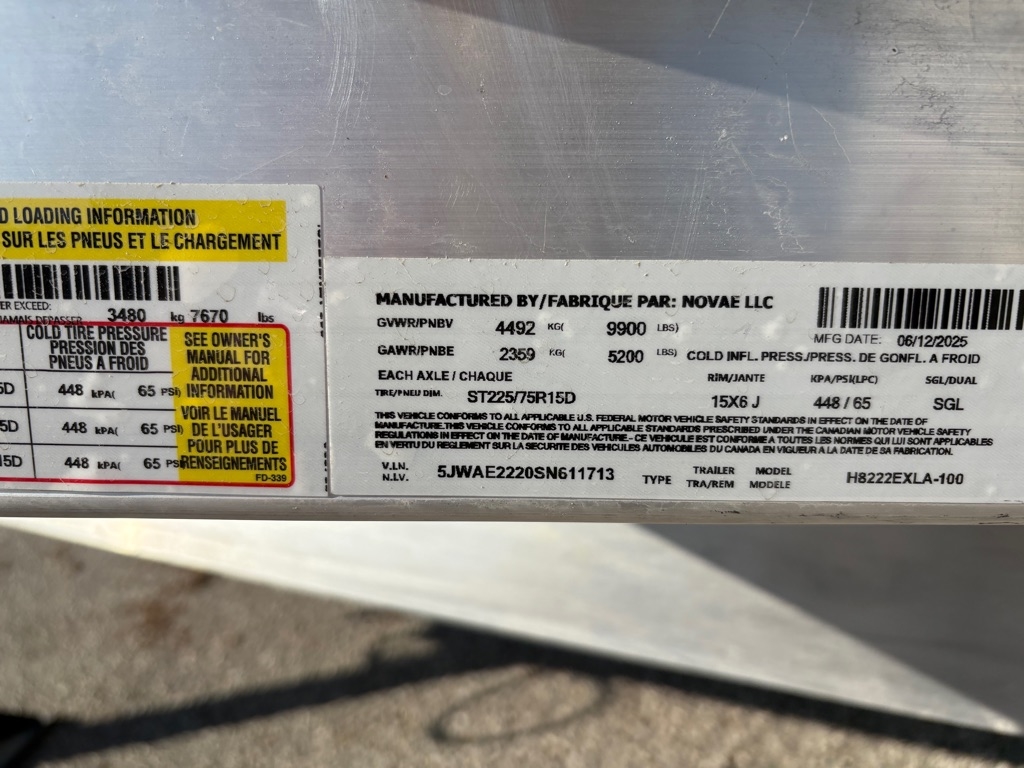 D LOADING INFORMATION
SUR LES PNEUS ET LE CHARGEMENT
ER EXCEED:
JAMAIS DEPASSER 3480 kg 7670 lbs
COLD TIRE PRESSURE
PRESSION DES
PNEUS A FROID
5D 448 kPA( 65 PSI)
5D 448 kPA( 65 PSI)
15D 448 kPA( 65 PSI
SEE OWNER'S
MANUAL FOR
ADDITIONAL
INFORMATION
VOIR LE MANUEL
DE L'USAGER
POUR PLUS DE
RENSEIGNEMENTS
FD-339
MANUFACTURED BY/FABRIQUE PAR: NOVAE LLC
GVWR/PNBV 4492 KG( 9900 LBS) MFG DATE: 06/12/2025
GAWR/PNBE 2359 KG( 5200 LBS) COLD INFL. PRESS./PRESS. DE GONFL. A FROID
EACH AXLE / CHAQUE RIM/JANTE KPA/PSI(LPC) SGL/DUAL
TIRE/PNEU DIM. ST225/75R15D 15X6 J 448 / 65 SGL
THIS VEHICLE CONFORMS TO ALL APPLICABLE U.S. FEDERAL MOTOR VEHICLE SAFETY STANDARDS IN EFFECT ON THE DATE OF
MANUFACTURE.THIS VEHICLE CONFORMS TO ALL APPLICABLE STANDARDS PRESCRIBED UNDER THE CANADIAN MOTOR VEHICLE SAFETY
REGULATIONS IN EFFECT ON THE DATE OF MANUFACTURE.- CE VEHICULE EST CONFORME A TOUTES LES NORMES QUI LUI SONT APPLICABLES
EN VERTU DU REGLEMENT SUR LA SECURITE DES VEHICULES AUTOMOBILES DU CANADA EN VIGUEUR A LA DATE DE SA FABRICATION.
V.I.N. 5JWAE2220SN611713 TYPE TRAILER MODEL H8222EXLA-100
N.I.V. TRA/REM MODELE